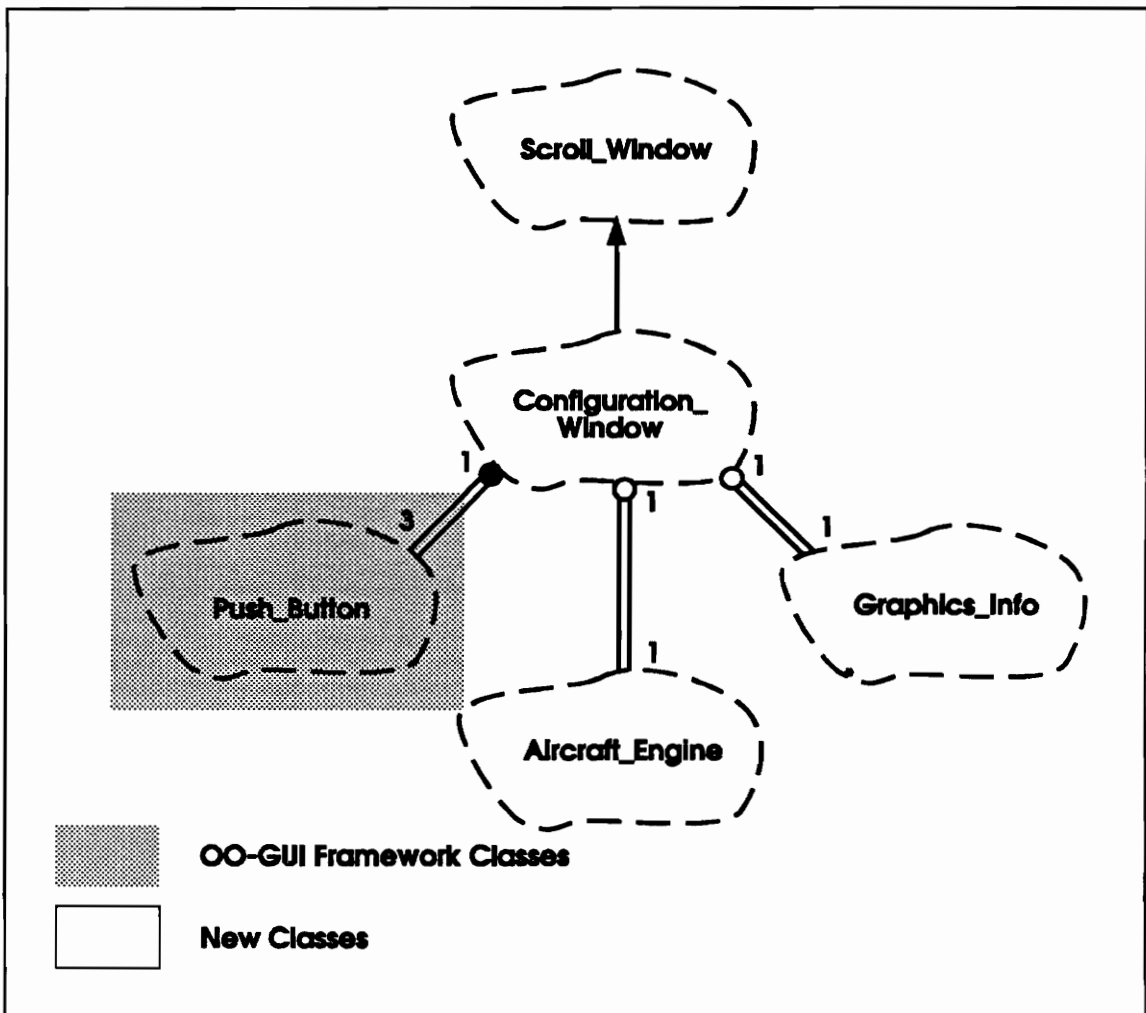 Scroll_Window
Configuration_
Window
1
1
1
3
1
Push_Button
Graphics_Info
1
Aircraft_Engine
OO-GUI Framework Classes
New Classes